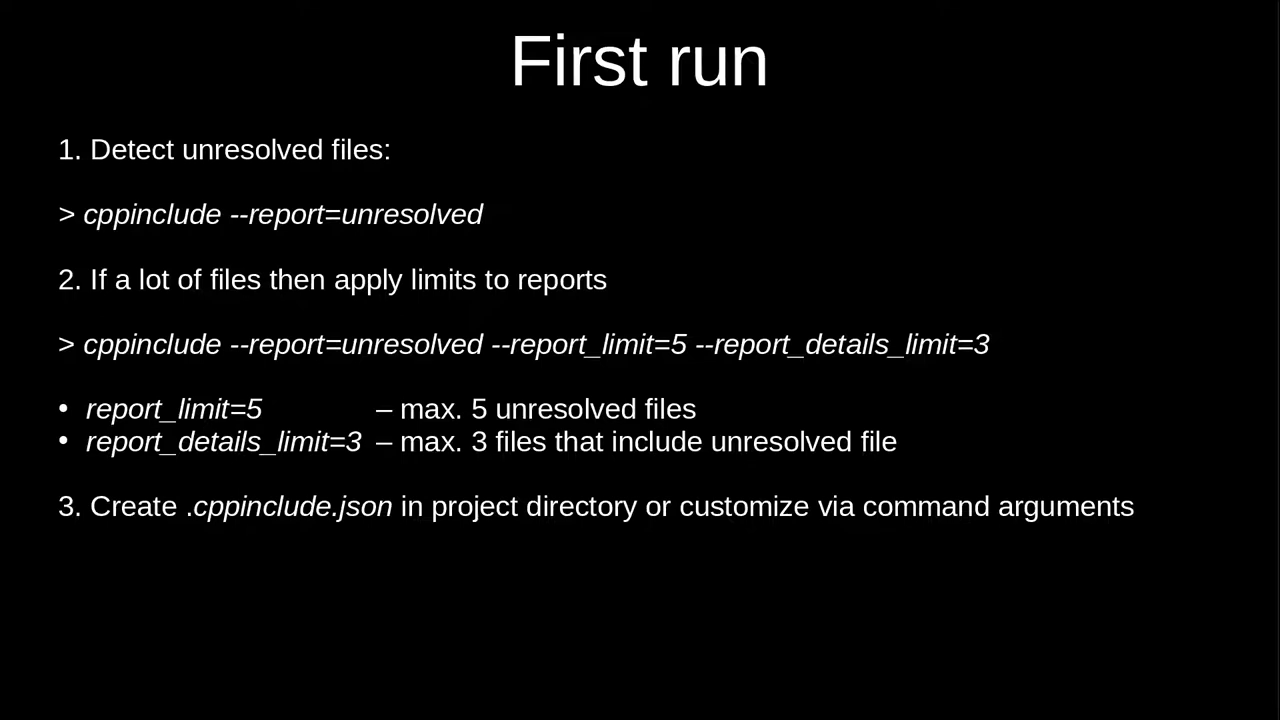 First run
1. Detect unresolved files:
> cppinclude --report=unresolved
2. If a lot of files then apply limits to reports
> cppinclude --report=unresolved --report_limit=5 --report_details_limit=3
• report_limit=5 – max. 5 unresolved files
• report_details_limit=3 – max. 3 files that include unresolved file
3. Create .cppinclude.json in project directory or customize via command arguments